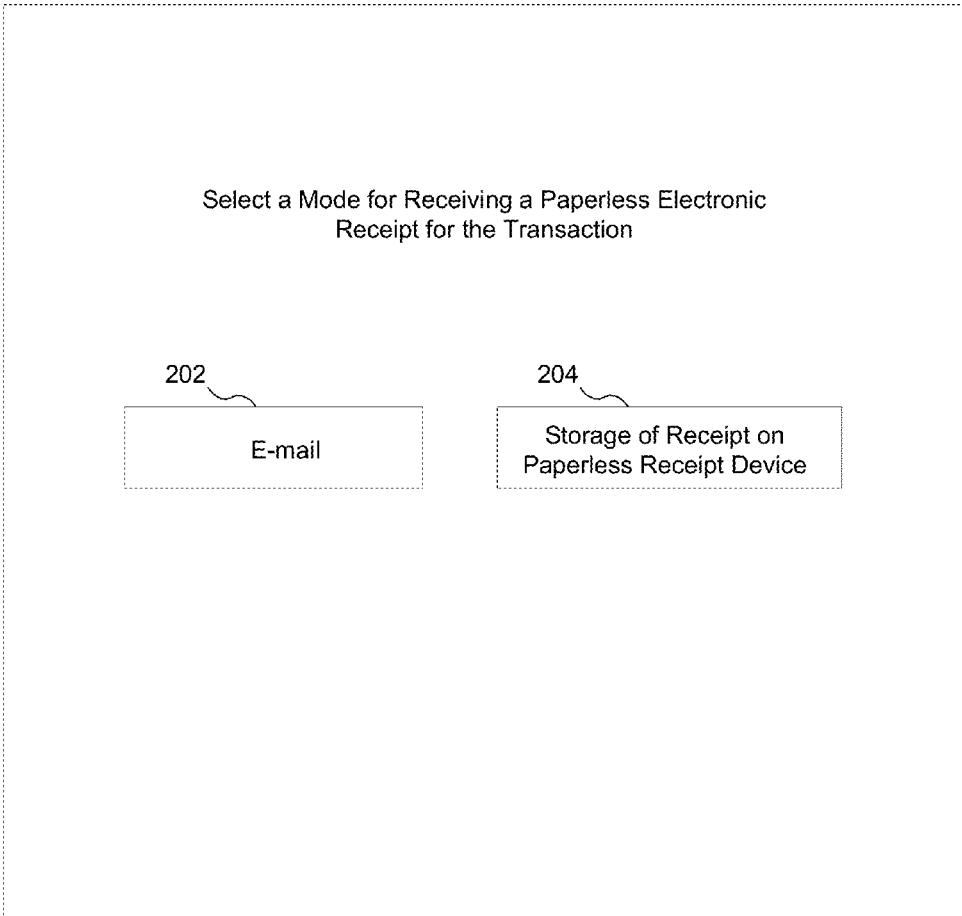 Select a Mode for Receiving a Paperless Electronic
Receipt for the Transaction
202
204
E-mail
Storage of Receipt on
Paperless Receipt Device